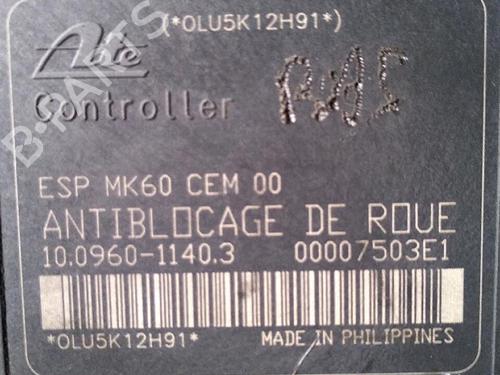 (*OLU5K12H91*)
Ate
Controller
ESP MK60 CEM 00
ANTIBLOCAGE DE ROUE
10.0960-1140.3 00007503E1
*OLU5K12H91* MADE IN PHILIPPINES
B-PARTS